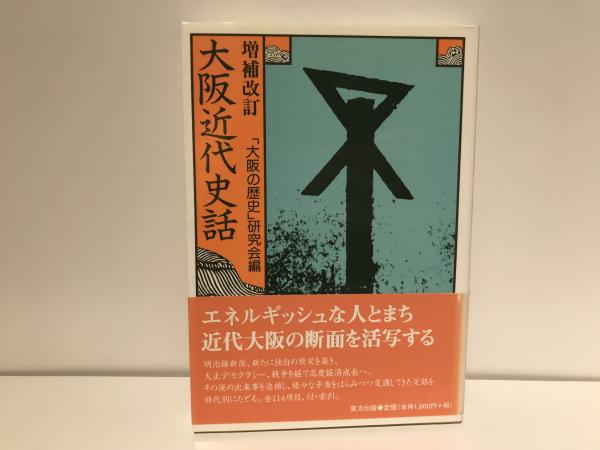 増補改訂
大阪近代史話
「大阪の歴史」研究会編
エネルギッシュな人とまち
近代大阪の断面を活写する
明治維新後、新たに独自の繁栄を築き、
大正デモクラシー、戦争を経て高度経済成長へ。
その後の出来事を追補し、様々な矛盾をはらみつつ変遷してきた足跡を
時代別にたどる。全114項目、付・索引。
東方出版◆定価(本体1,800円+税)